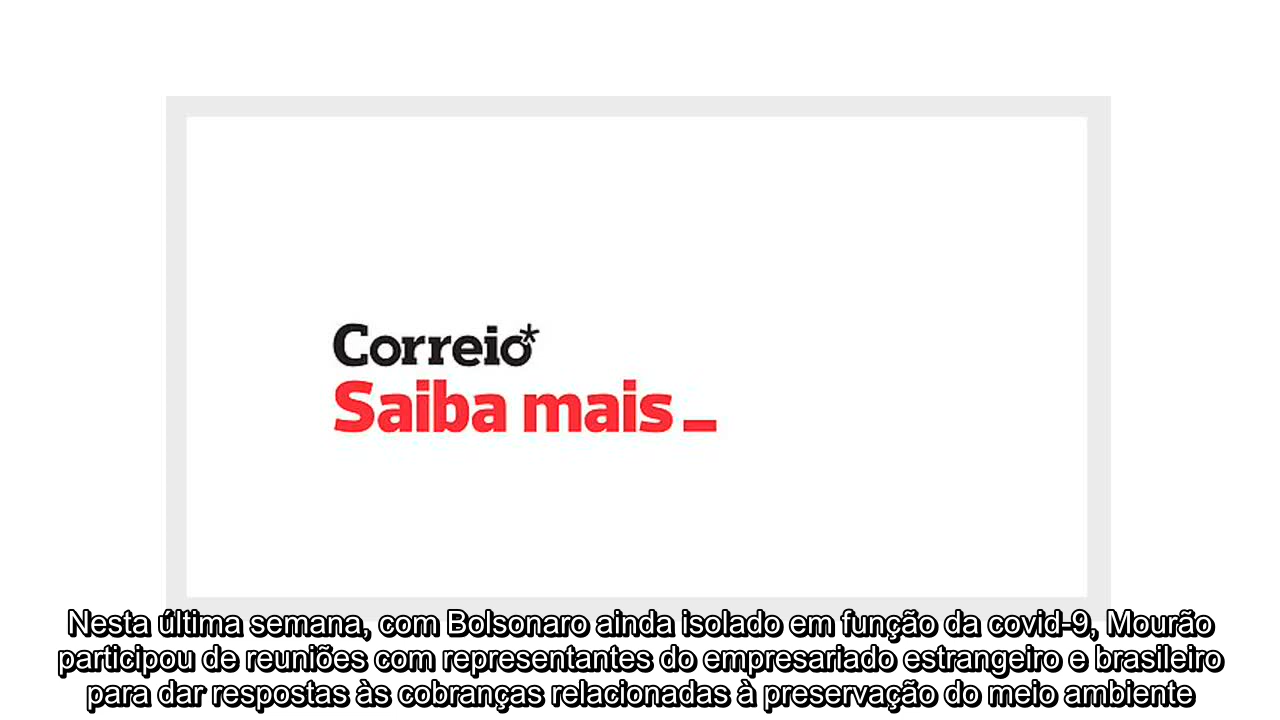 Correio*
Saiba mais_
Nesta última semana, com Bolsonaro ainda isolado em função da covid-9, Mourão
participou de reuniões com representantes do empresariado estrangeiro e brasileiro
para dar respostas às cobranças relacionadas à preservação do meio ambiente